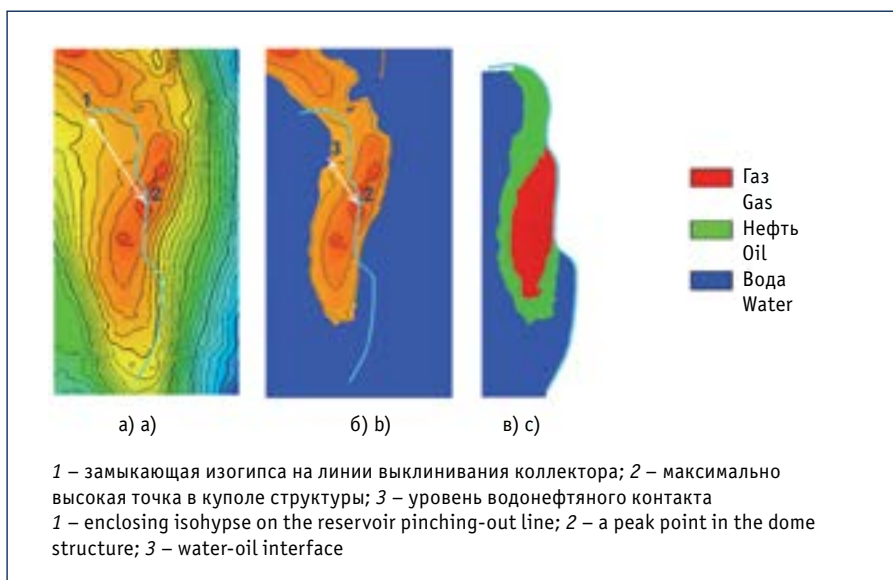 1
2
3
2
Газ
Gas
Нефть
Oil
Вода
Water
а) a)
б) b)
в) c)
1 – замыкающая изогипса на линии выклинивания коллектора; 2 – максимально
высокая точка в куполе структуры; 3 – уровень водонефтяного контакта
1 – enclosing isohypse on the reservoir pinching-out line; 2 – a peak point in the dome
structure; 3 – water-oil interface